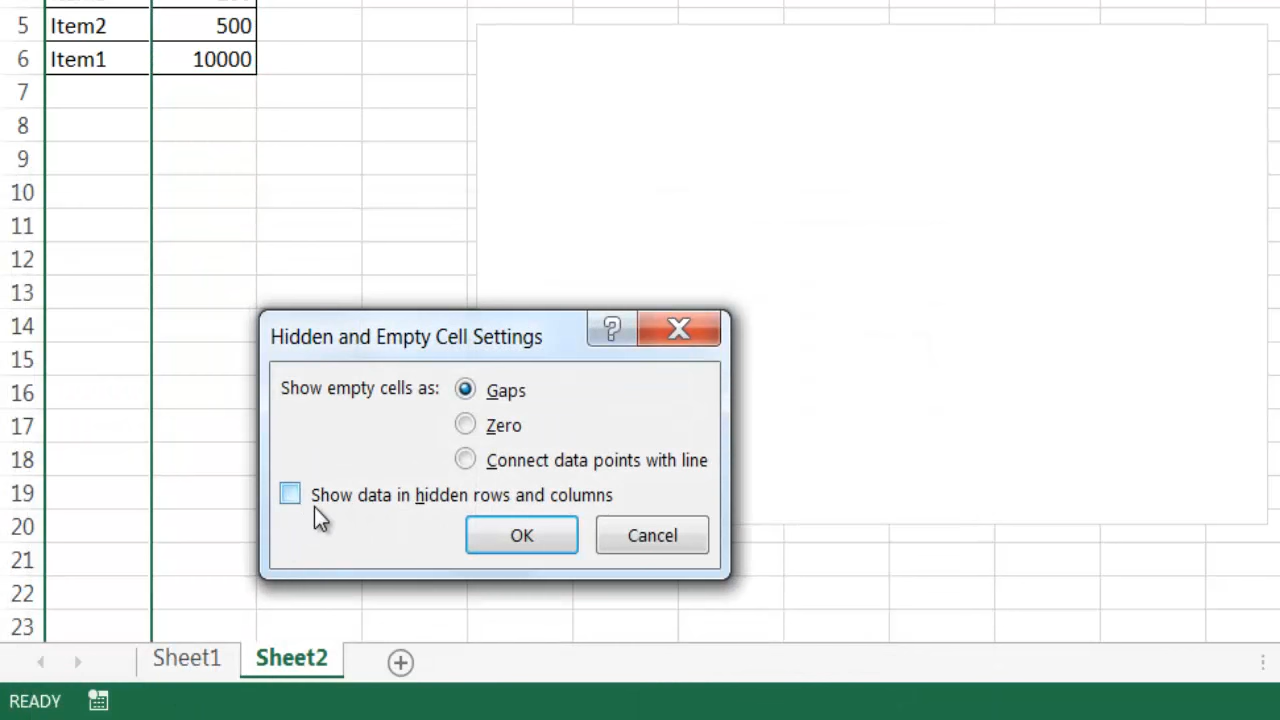 5 Item2 500
6 Item1 10000
7
8
9
10
11
12
13
14
15
16
17
18
19
20
21
22
23
Hidden and Empty Cell Settings
Show empty cells as: Gaps
Zero
Connect data points with line
Show data in hidden rows and columns
OK Cancel
Sheet1 Sheet2
READY